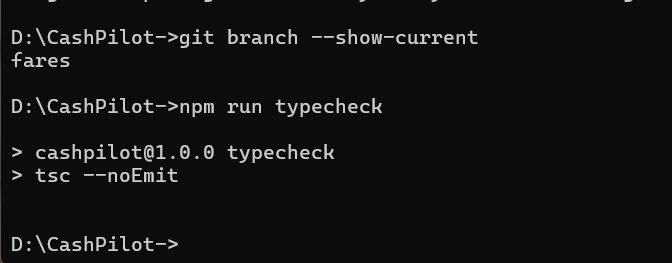 D:\CashPilot->git branch --show-current
fares
D:\CashPilot->npm run typecheck
> cashpilot@1.0.0 typecheck
> tsc --noEmit
D:\CashPilot->